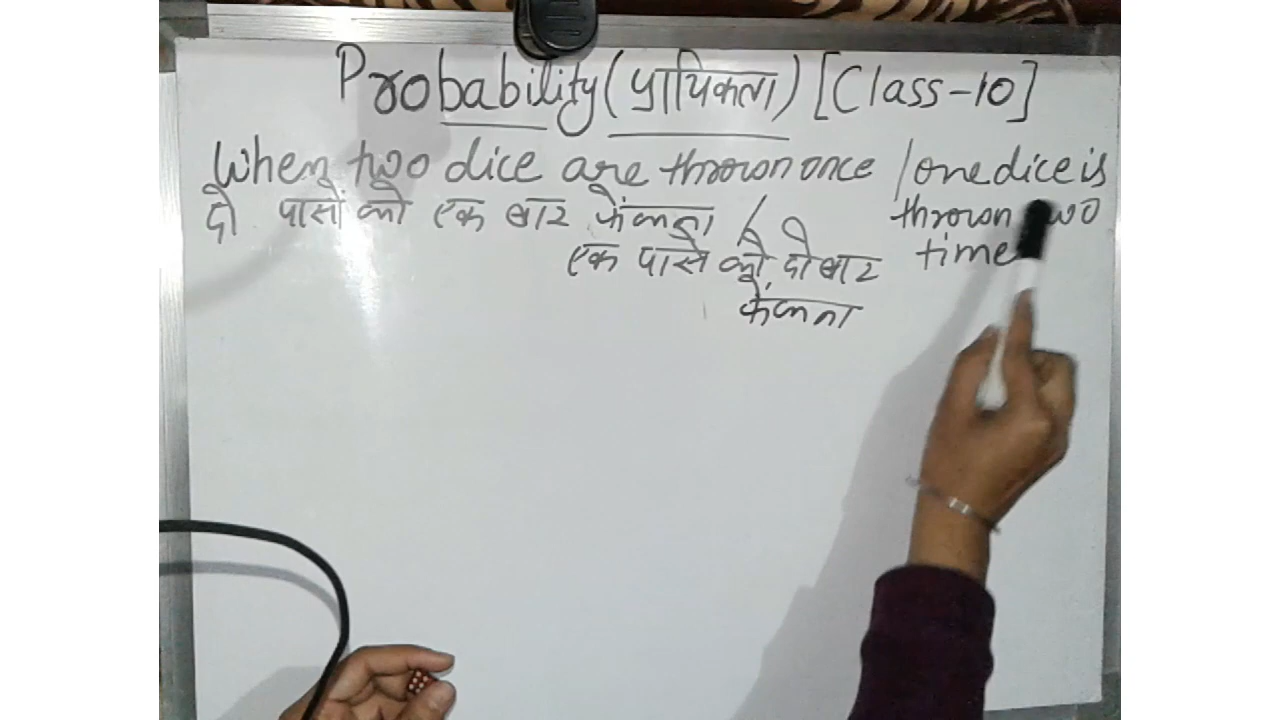 Probability (प्रायिकता) [Class-10]
When two dice are thrown once / one dice is thrown two time
दो पासों को एक बार फेंकना /
एक पासे को दो बार
फेंकना